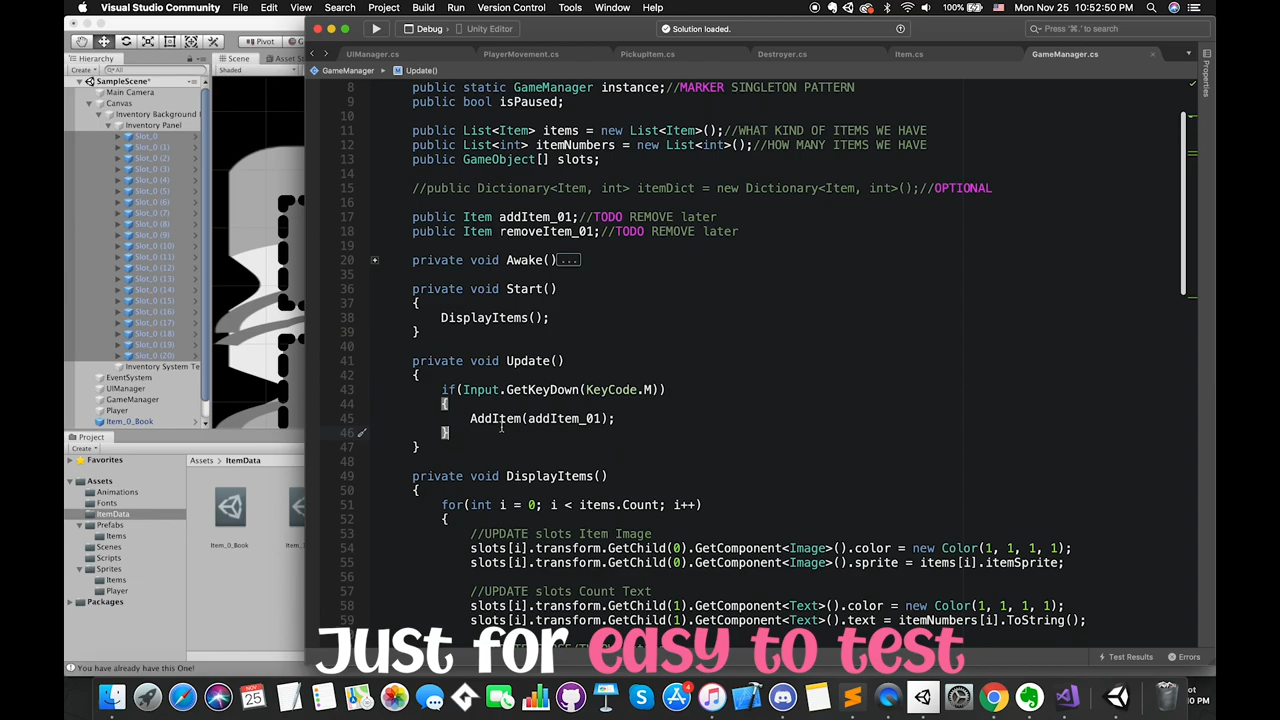 Visual Studio Community File Edit View Search Project Build Run Version Control Tools Window Help 100% Mon Nov 25 10:52:50
Debug Unity Editor Solution loaded. Press '⌘.' to search
UIManager.cs PlayerMovement.cs PickupItem.cs Destroyer.cs Item.cs GameManager.cs
GameManager Update()
Properties
Pivot
Hierarchy Scene Asset St
Create All Shaded
SampleScene*
Main Camera
Canvas
Inventory Background
Inventory Panel
Slot_0
Slot_0 (1)
Slot_0 (2)
Slot_0 (3)
Slot_0 (4)
Slot_0 (5)
Slot_0 (6)
Slot_0 (7)
Slot_0 (8)
Slot_0 (9)
Slot_0 (10)
Slot_0 (11)
Slot_0 (12)
Slot_0 (13)
Slot_0 (14)
Slot_0 (15)
Slot_0 (16)
Slot_0 (17)
Slot_0 (18)
Slot_0 (19)
Slot_0 (20)
Inventory System Te
EventSystem
UIManager
GameManager
Player
Item_0_Book
Project
Create
Favorites
Assets
Animations
Fonts
ItemData
Prefabs
Items
Scenes
Scripts
Sprites
Items
Player
Packages
Assets ItemData
Item_0_Book
You have already have this One!
8 public static GameManager instance;//MARKER SINGLETON PATTERN
9 public bool isPaused;
10
11 public List<Item> items = new List<Item>();//WHAT KIND OF ITEMS WE HAVE
12 public List<int> itemNumbers = new List<int>();//HOW MANY ITEMS WE HAVE
13 public GameObject[] slots;
14
15 //public Dictionary<Item, int> itemDict = new Dictionary<Item, int>();//OPTIONAL
16
17 public Item addItem_01;//TODO REMOVE later
18 public Item removeItem_01;//TODO REMOVE later
19
20 private void Awake()...
35
36 private void Start()
37 {
38 DisplayItems();
39 }
40
41 private void Update()
42 {
43 if(Input.GetKeyDown(KeyCode.M))
44 {
45 AddItem(addItem_01);
46 }
47 }
48
49 private void DisplayItems()
50 {
51 for(int i = 0; i < items.Count; i++)
52 {
53 //UPDATE slots Item Image
54 slots[i].transform.GetChild(0).GetComponent<Image>().color = new Color(1, 1, 1, 1);
55 slots[i].transform.GetChild(0).GetComponent<Image>().sprite = items[i].itemSprite;
56
57 //UPDATE slots Count Text
58 slots[i].transform.GetChild(1).GetComponent<Text>().color = new Color(1, 1, 1, 1);
59 slots[i].transform.GetChild(1).GetComponent<Text>().text = itemNumbers[i].ToString();
Test Results Errors
Just for easy to test
25
4